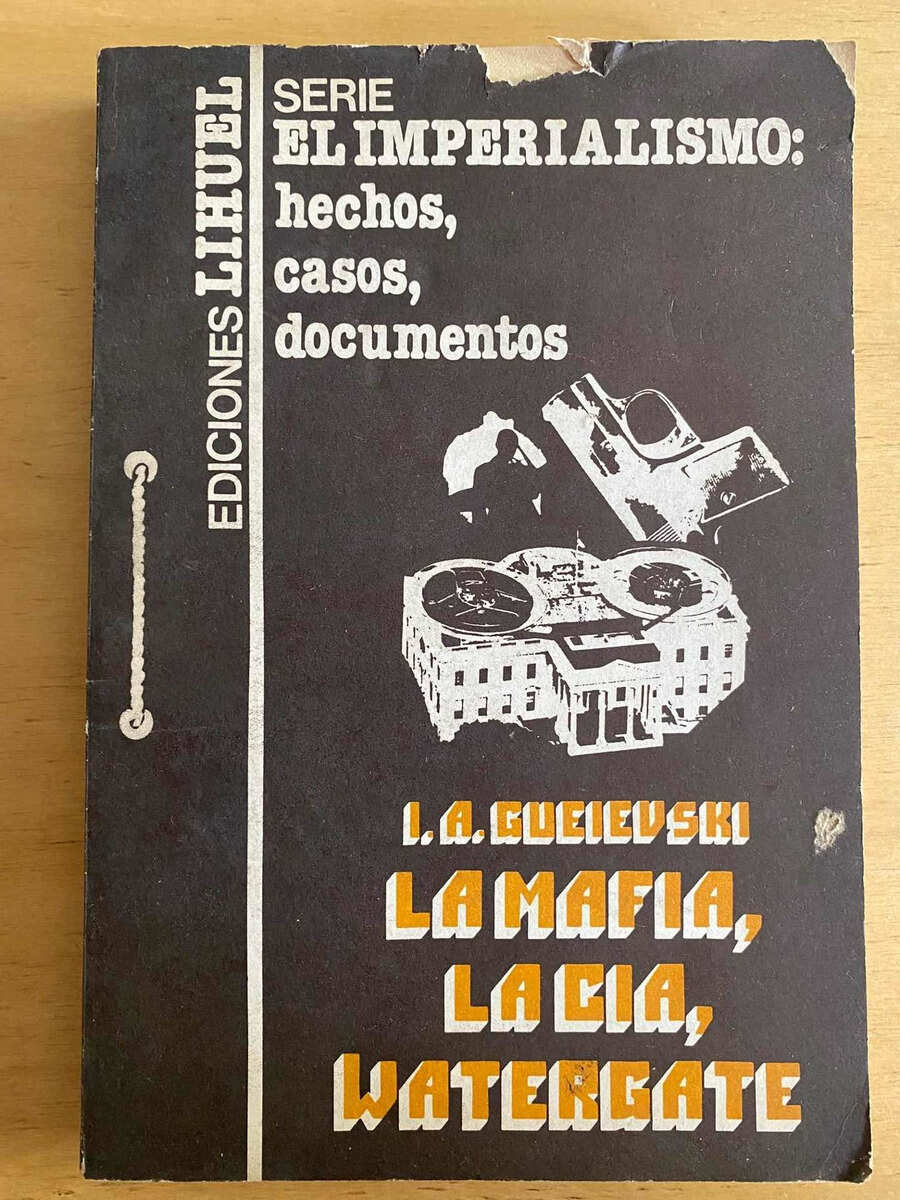 EDICIONES LIHUEL
SERIE
EL IMPERIALISMO:
hechos,
casos,
documentos
I. A. GUEIEVSKI
LA MAFIA,
LA CIA,
WATERGATE